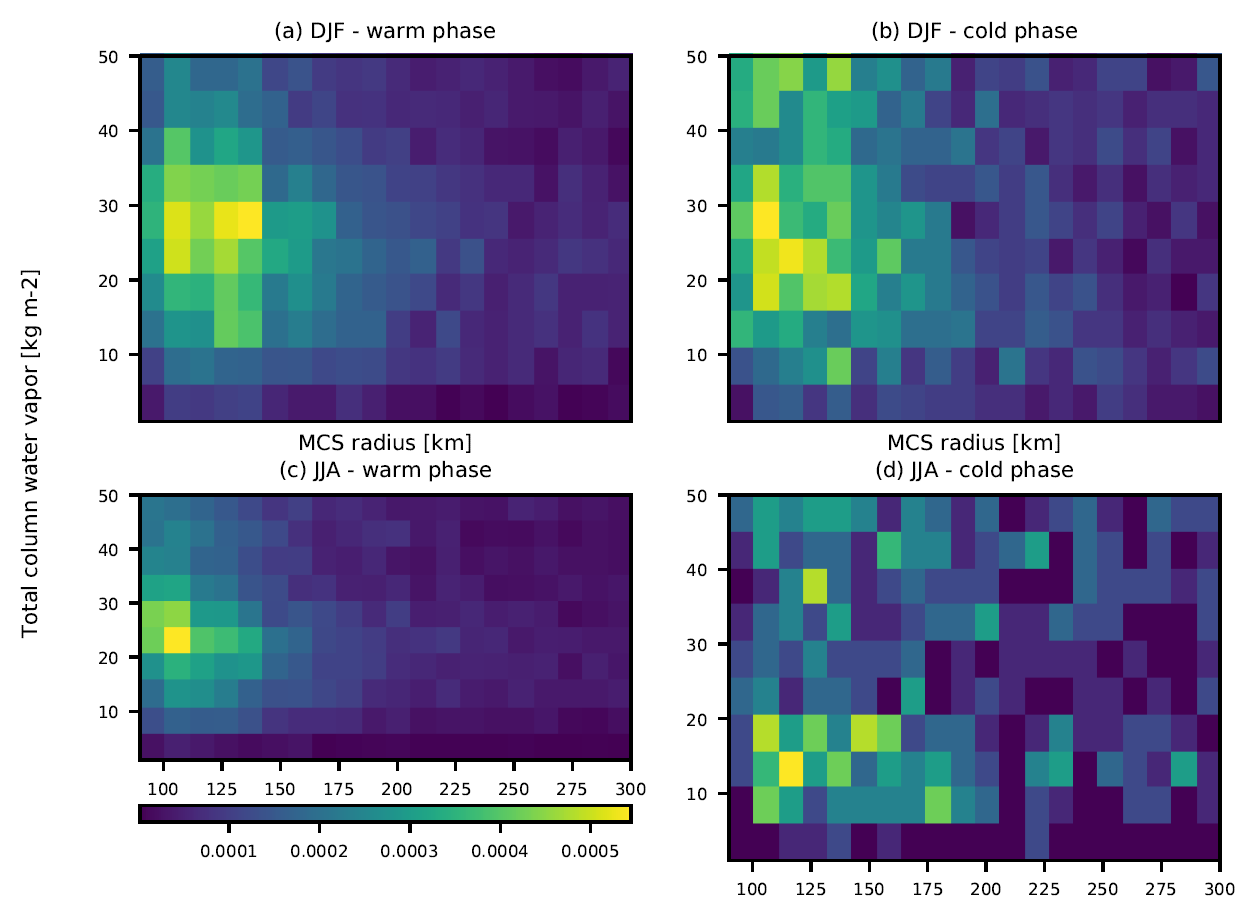 (a) DJF - warm phase
(b) DJF - cold phase
50
40
30
20
10
50
40
30
20
10
Total column water vapor [kg m-2]
MCS radius [km]
MCS radius [km]
(c) JJA - warm phase
(d) JJA - cold phase
50
40
30
20
10
100 125 150 175 200 225 250 275 300
0.0001 0.0002 0.0003 0.0004 0.0005
50
40
30
20
10
100 125 150 175 200 225 250 275 300